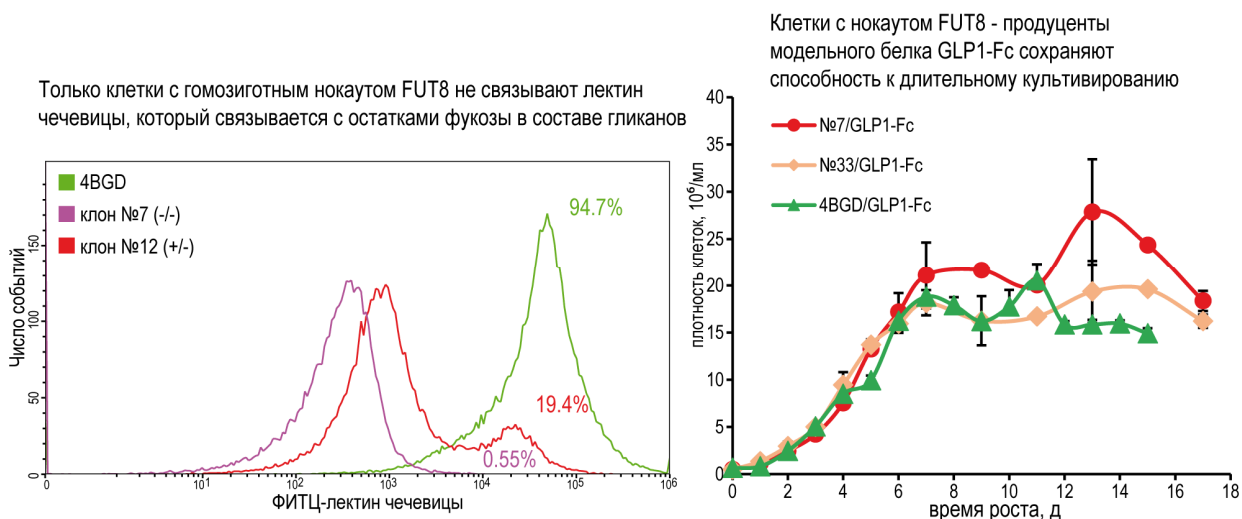 Только клетки с гомозиготным нокаутом FUT8 не связывают лектин
чечевицы, который связывается с остатками фукозы в составе гликанов
4BGD
клон №7 (-/-)
клон №12 (+/-)
94.7%
19.4%
0.55%
Число событий
150
100
50
0
0
10¹
10²
10³
10⁴
10⁵
10⁶
ФИТЦ-лектин чечевицы
Клетки с нокаутом FUT8 - продуценты
модельного белка GLP1-Fc сохраняют
способность к длительному культивированию
№7/GLP1-Fc
№33/GLP1-Fc
4BGD/GLP1-Fc
плотность клеток, 10⁶/мл
40
35
30
25
20
15
10
5
0
0 2 4 6 8 10 12 14 16 18
время роста, д